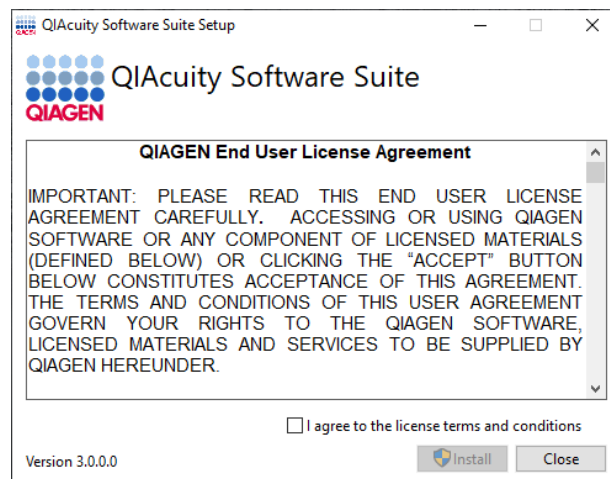 QIAcuity Software Suite Setup
QIAGEN
QIAcuity Software Suite
QIAGEN
QIAGEN End User License Agreement
IMPORTANT: PLEASE READ THIS END USER LICENSE
AGREEMENT CAREFULLY. ACCESSING OR USING QIAGEN
SOFTWARE OR ANY COMPONENT OF LICENSED MATERIALS
(DEFINED BELOW) OR CLICKING THE “ACCEPT” BUTTON
BELOW CONSTITUTES ACCEPTANCE OF THIS AGREEMENT.
THE TERMS AND CONDITIONS OF THIS USER AGREEMENT
GOVERN YOUR RIGHTS TO THE QIAGEN SOFTWARE,
LICENSED MATERIALS AND SERVICES TO BE SUPPLIED BY
QIAGEN HEREUNDER.
I agree to the license terms and conditions
Version 3.0.0.0
Install
Close